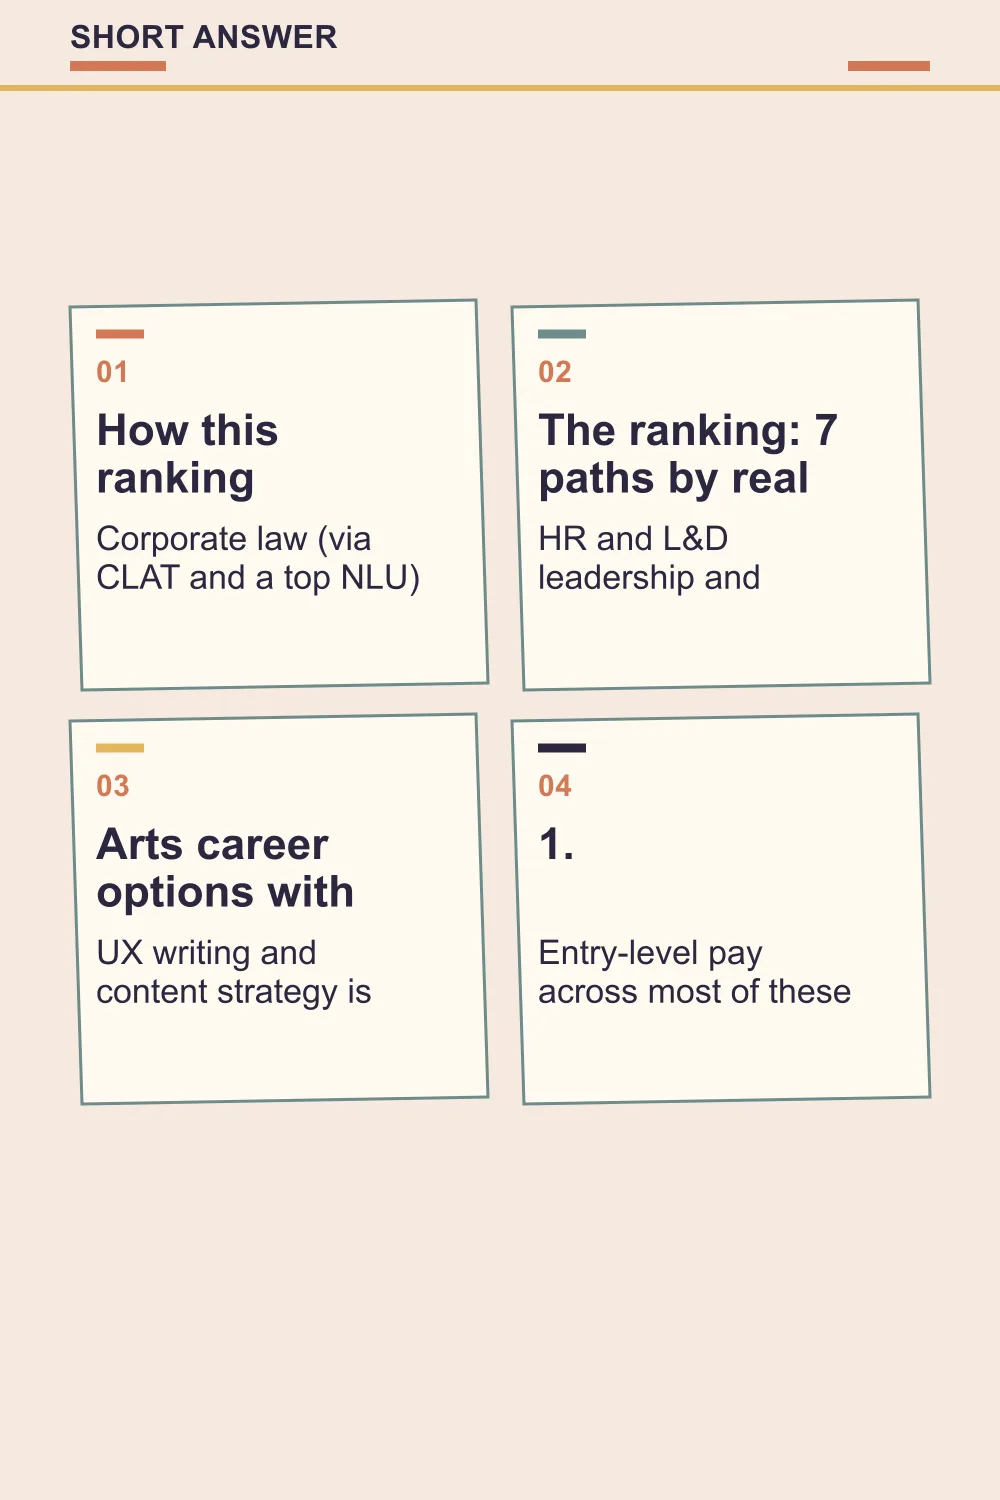 SHORT ANSWER
01
How this
ranking
Corporate law (via
CLAT and a top NLU)
02
The ranking: 7
paths by real
HR and L&D
leadership and
03
Arts career
options with
UX writing and
content strategy is
04
1.
Entry-level pay
across most of these